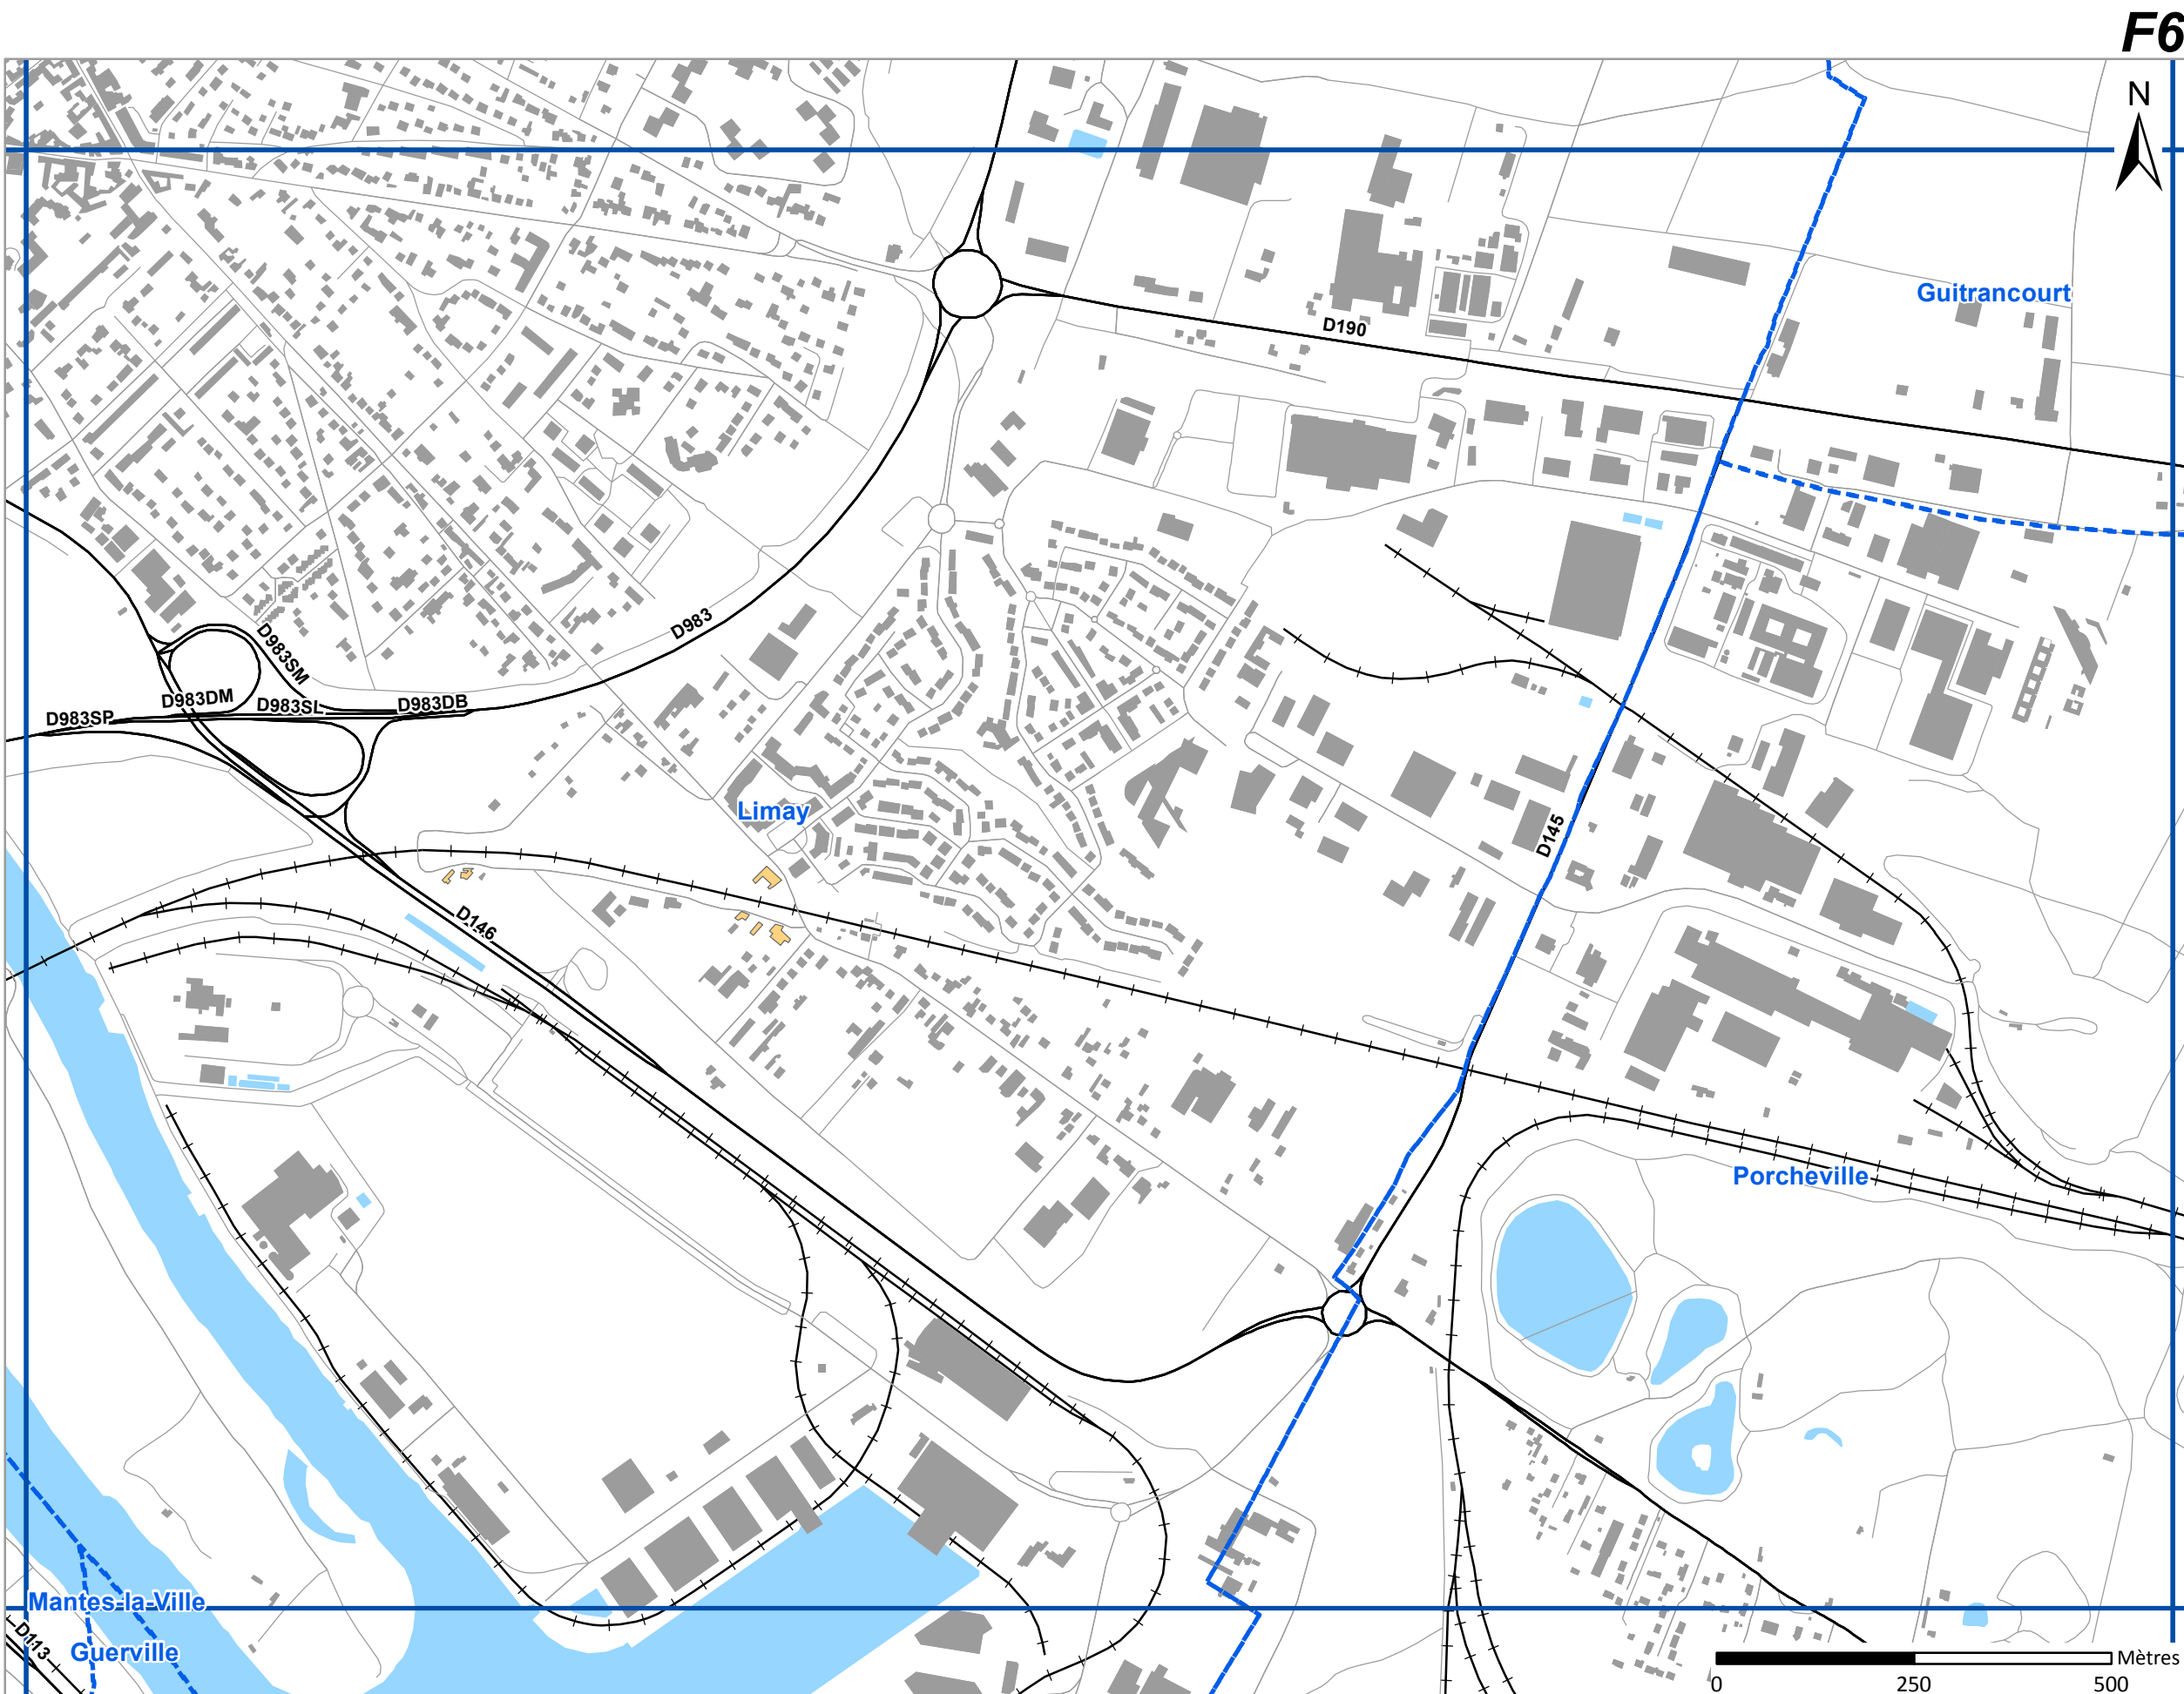 F6
N
Guitrancourt
D190
D983
D983SM
D983DM
D983SL
D983DB
D983SP
Limay
D145
D146
Porcheville
Mantes-la-Ville
Guerville
D113
Mètres
0 250 500